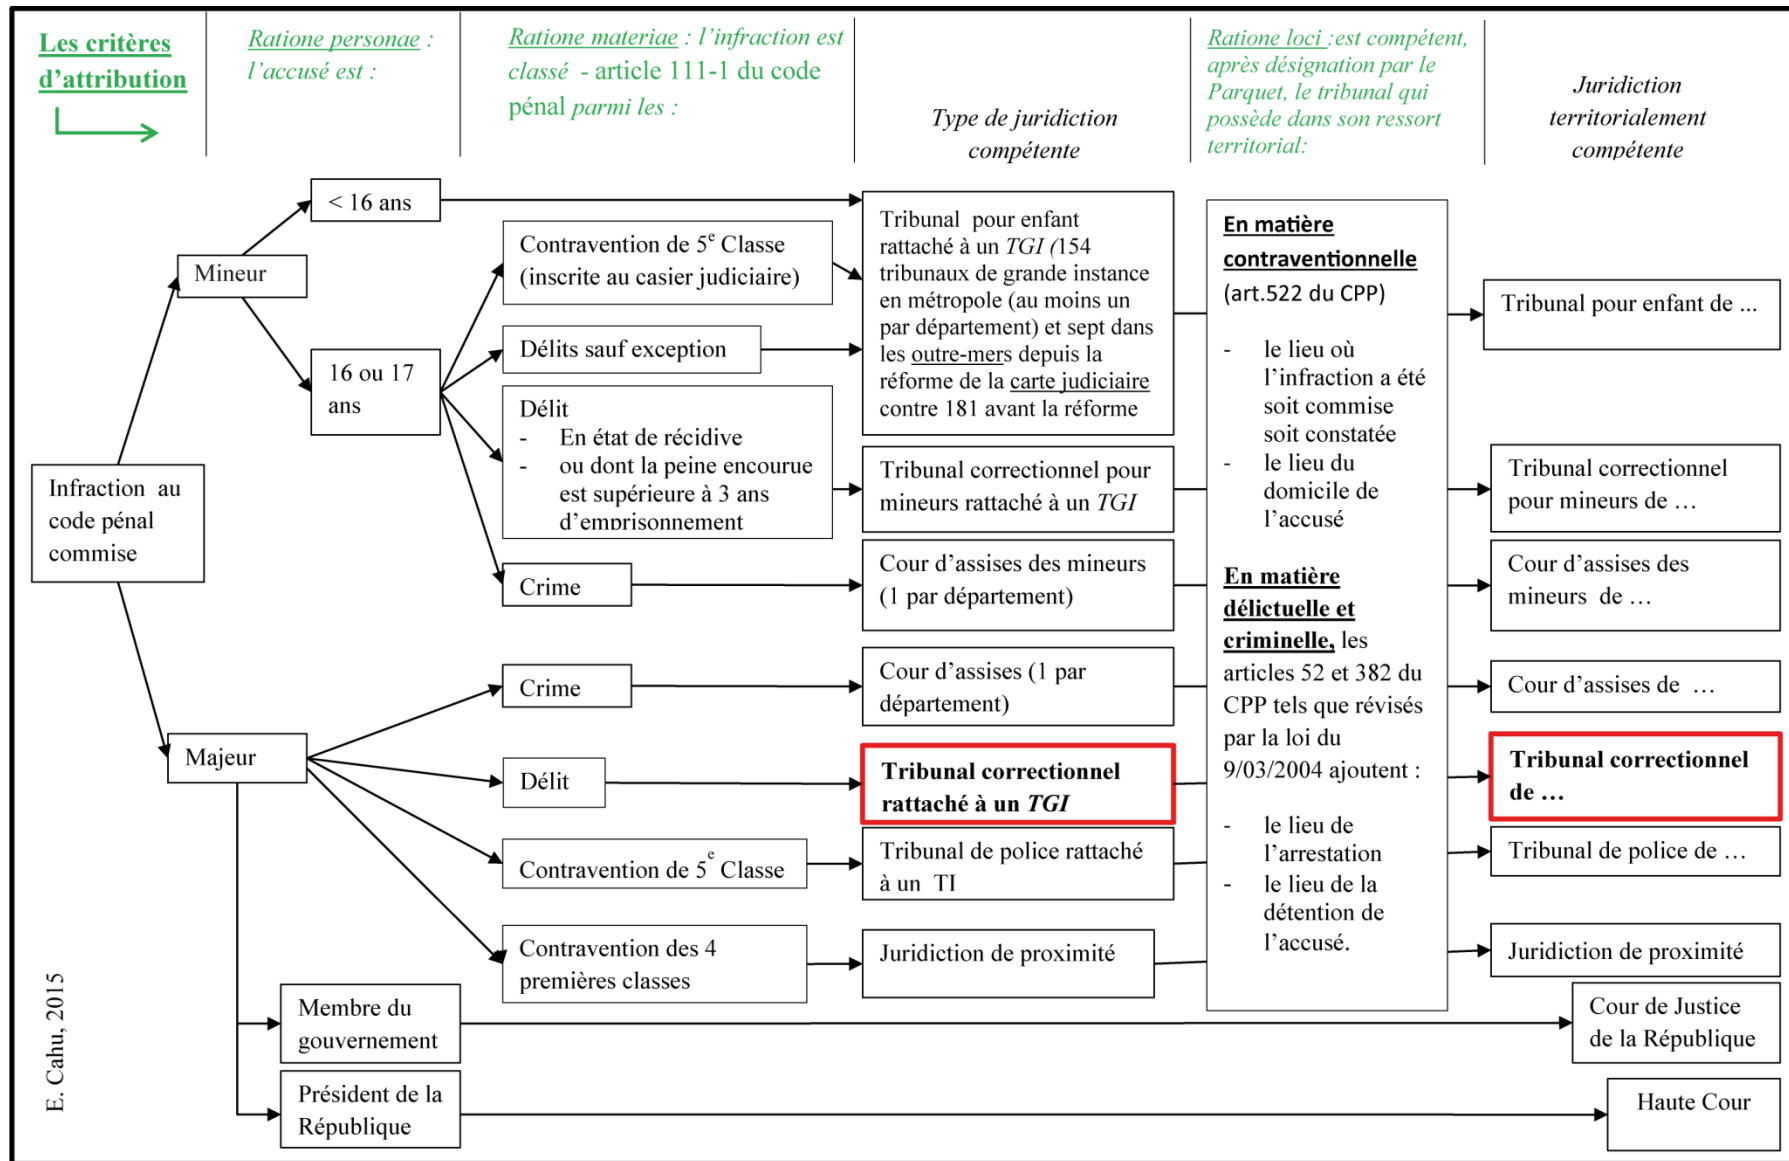 Les critères
d'attribution
Ratione personae :
l'accusé est :
Ratione materiae : l'infraction est
classé - article 111-1 du code
pénal parmi les :
Type de juridiction
compétente
Ratione loci :est compétent,
après désignation par le
Parquet, le tribunal qui
possède dans son ressort
territorial:
Juridiction
territorialement
compétente
Infraction au
code pénal
commise
Mineur
< 16 ans
16 ou 17
ans
Contravention de 5e Classe
(inscrite au casier judiciaire)
Délits sauf exception
Délit
- En état de récidive
- ou dont la peine encourue
est supérieure à 3 ans
d'emprisonnement
Crime
Tribunal pour enfant
rattaché à un TGI (154
tribunaux de grande instance
en métropole (au moins un
par département) et sept dans
les outre-mers depuis la
réforme de la carte judiciaire
contre 181 avant la réforme
Tribunal correctionnel pour
mineurs rattaché à un TGI
Cour d'assises des mineurs
(1 par département)
Majeur
Crime
Délit
Contravention de 5e Classe
Contravention des 4
premières classes
Cour d'assises (1 par
département)
Tribunal correctionnel
rattaché à un TGI
Tribunal de police rattaché
à un TI
Juridiction de proximité
En matière
contraventionnelle
(art.522 du CPP)
- le lieu où
l'infraction a été
soit commise
soit constatée
- le lieu du
domicile de
l'accusé
En matière
délictuelle et
criminelle, les
articles 52 et 382 du
CPP tels que révisés
par la loi du
9/03/2004 ajoutent :
- le lieu de
l'arrestation
- le lieu de la
détention de
l'accusé.
Tribunal pour enfant de ...
Tribunal correctionnel
pour mineurs de …
Cour d'assises des
mineurs de …
Cour d'assises de …
Tribunal correctionnel
de …
Tribunal de police de …
Juridiction de proximité
Membre du
gouvernement
Cour de Justice
de la République
Président de la
République
Haute Cour
E. Cahu, 2015